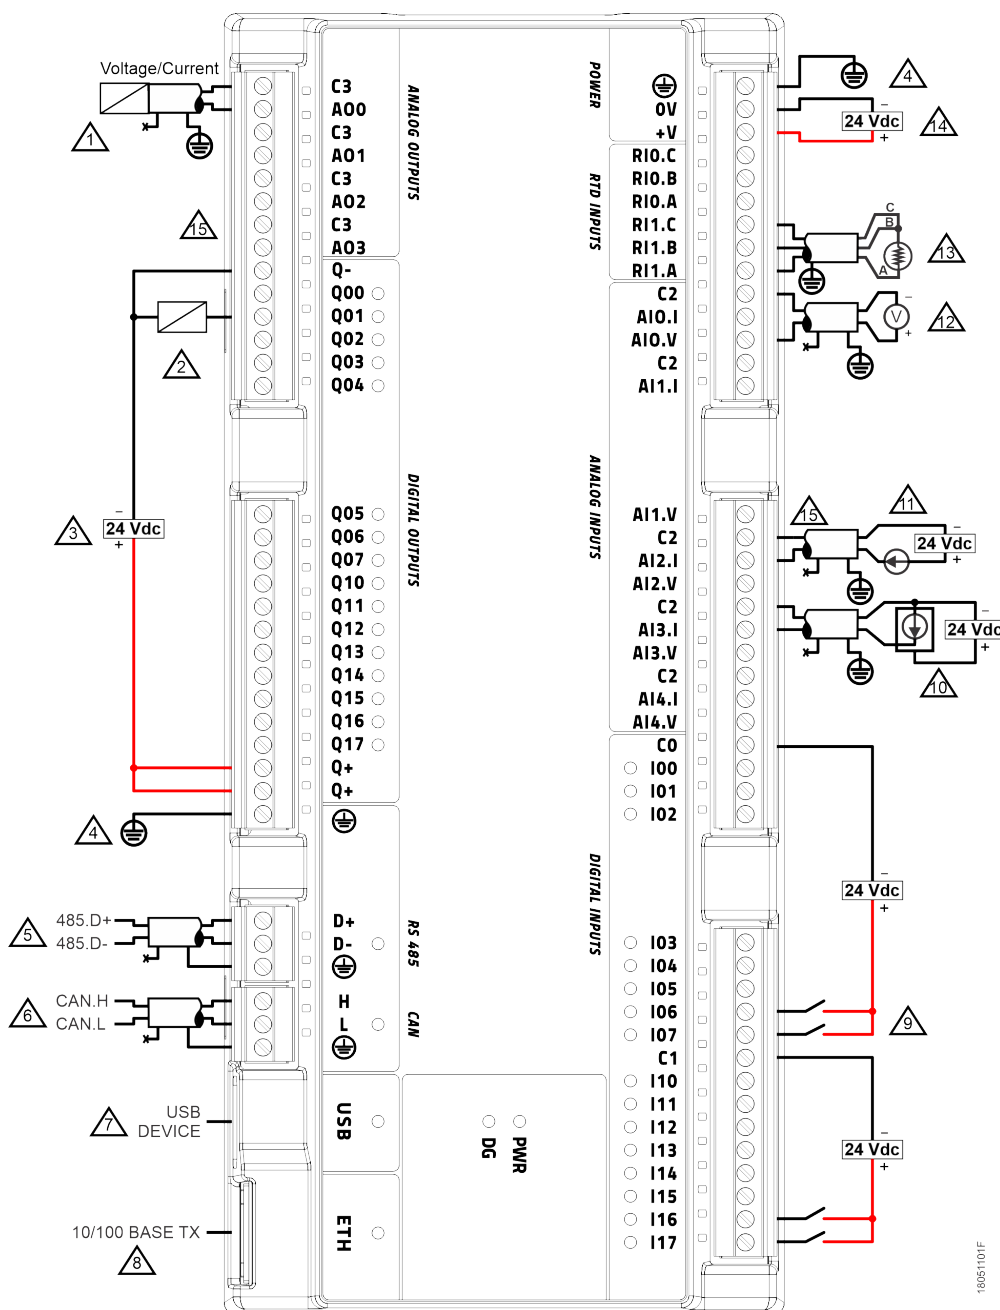 Voltage/Current
1
15
2
24 Vdc
−
+
3
4
485.D+
485.D-
5
CAN.H
CAN.L
6
USB
DEVICE
7
10/100 BASE TX
8
C3
AO0
C3
AO1
C3
AO2
C3
AO3
ANALOG OUTPUTS
Q-
Q00
Q01
Q02
Q03
Q04
Q05
Q06
Q07
Q10
Q11
Q12
Q13
Q14
Q15
Q16
Q17
Q+
Q+
DIGITAL OUTPUTS
D+
D-
RS 485
H
L
CAN
USB
ETH
DG
PWR
POWER
0V
+V
RTD INPUTS
RI0.C
RI0.B
RI0.A
RI1.C
RI1.B
RI1.A
ANALOG INPUTS
C2
AI0.I
AI0.V
C2
AI1.I
AI1.V
C2
AI2.I
AI2.V
C2
AI3.I
AI3.V
C2
AI4.I
AI4.V
DIGITAL INPUTS
C0
I00
I01
I02
I03
I04
I05
I06
I07
C1
I10
I11
I12
I13
I14
I15
I16
I17
4
−
24 Vdc
+
14
C
B
A
13
−
V
+
12
15
11
−
24 Vdc
+
−
24 Vdc
+
10
−
24 Vdc
+
9
−
24 Vdc
+
18051101F